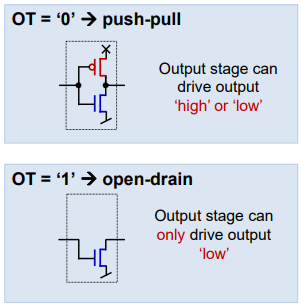 OT = ‘0’ → push-pull
Output stage can
drive output
‘high’ or ‘low’
OT = ‘1’ → open-drain
Output stage can
only drive output
‘low’